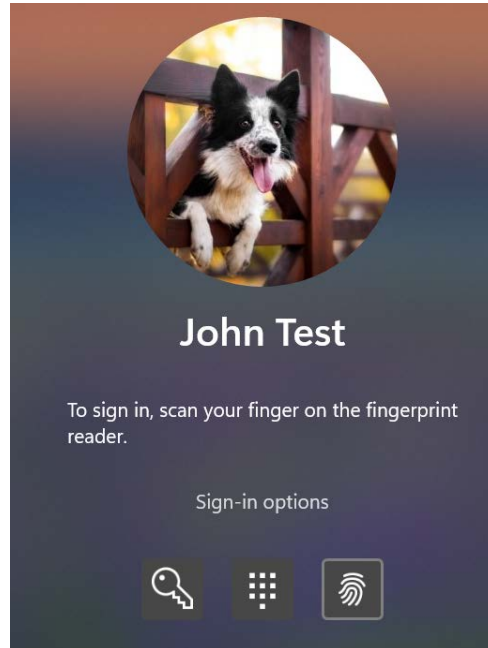 John Test
To sign in, scan your finger on the fingerprint
reader.
Sign-in options